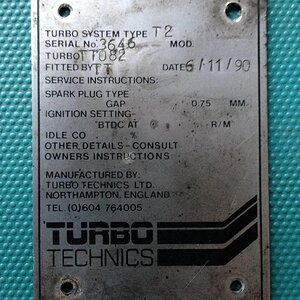 TURBO SYSTEM TYPE T2
SERIAL No. 3646 MOD.
TURBO TT082
FITTED BY TT DATE 6/11/90
SERVICE INSTRUCTIONS:
SPARK PLUG TYPE
GAP 0.75 MM
IGNITION SETTING-
°BTDC AT R/M
IDLE CO %
OTHER DETAILS - CONSULT
OWNERS INSTRUCTIONS
MANUFACTURED BY:
TURBO TECHNICS LTD.
NORTHAMPTON, ENGLAND
TEL. (0)604 764005
TURBO
TECHNICS